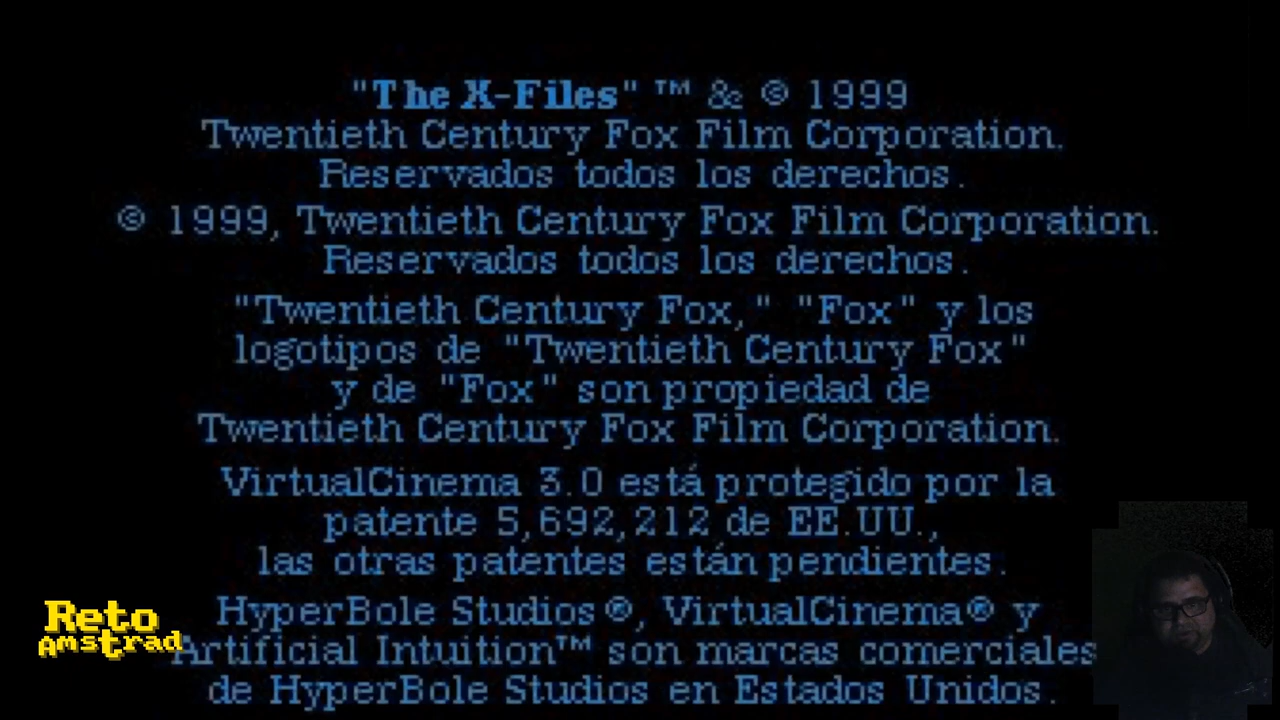 "The X-Files" ™ & © 1999
Twentieth Century Fox Film Corporation.
Reservados todos los derechos.
© 1999, Twentieth Century Fox Film Corporation.
Reservados todos los derechos.
"Twentieth Century Fox," "Fox" y los
logotipos de "Twentieth Century Fox"
y de "Fox" son propiedad de
Twentieth Century Fox Film Corporation.
VirtualCinema 3.0 está protegido por la
patente 5,692,212 de EE.UU.,
las otras patentes están pendientes.
HyperBole Studios®, VirtualCinema® y
Artificial Intuition™ son marcas comerciales
de HyperBole Studios en Estados Unidos.
Reto
Amstrad